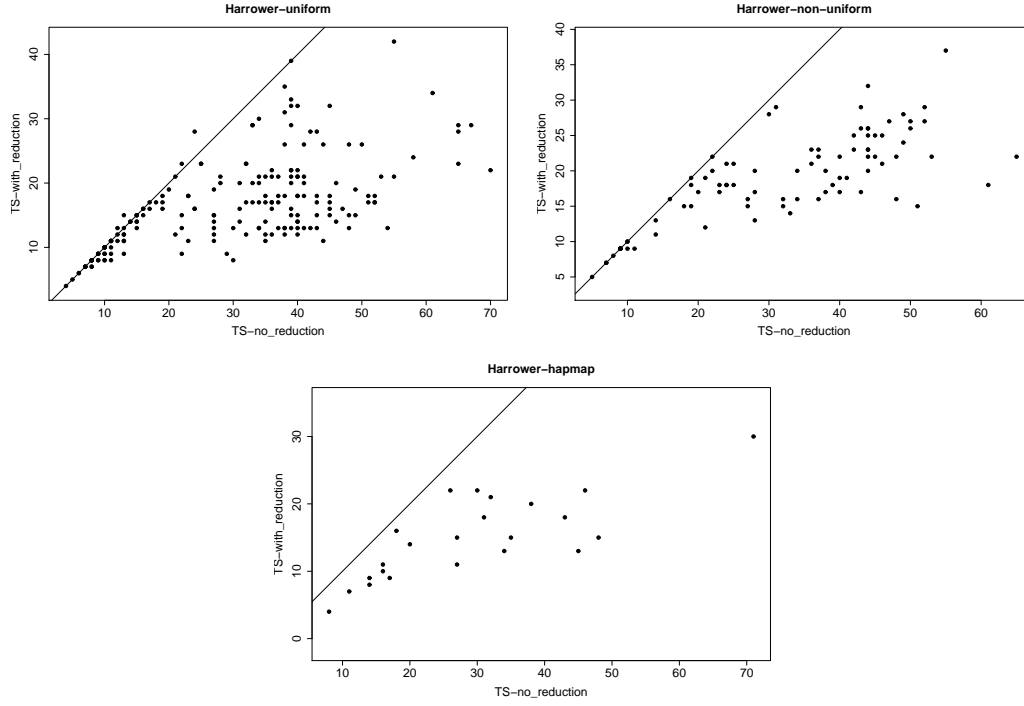 Harrower−uniform
40
30
20
10
TS−with_reduction
10 20 30 40 50 60 70
TS−no_reduction
Harrower−non−uniform
40
35
30
25
20
15
10
5
TS−with_reduction
10 20 30 40 50 60
TS−no_reduction
Harrower−hapmap
30
20
10
0
TS−with_reduction
10 20 30 40 50 60 70
TS−no_reduction